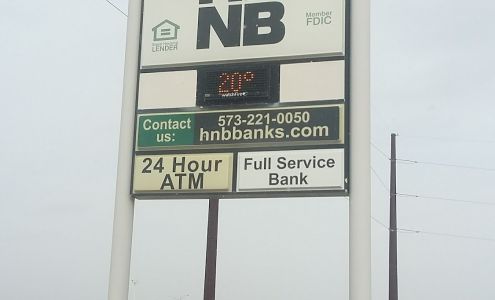 NB
Member
FDIC
LENDER
20°
Contact us:
573-221-0050
hnbbanks.com
24 Hour
ATM
Full Service
Bank